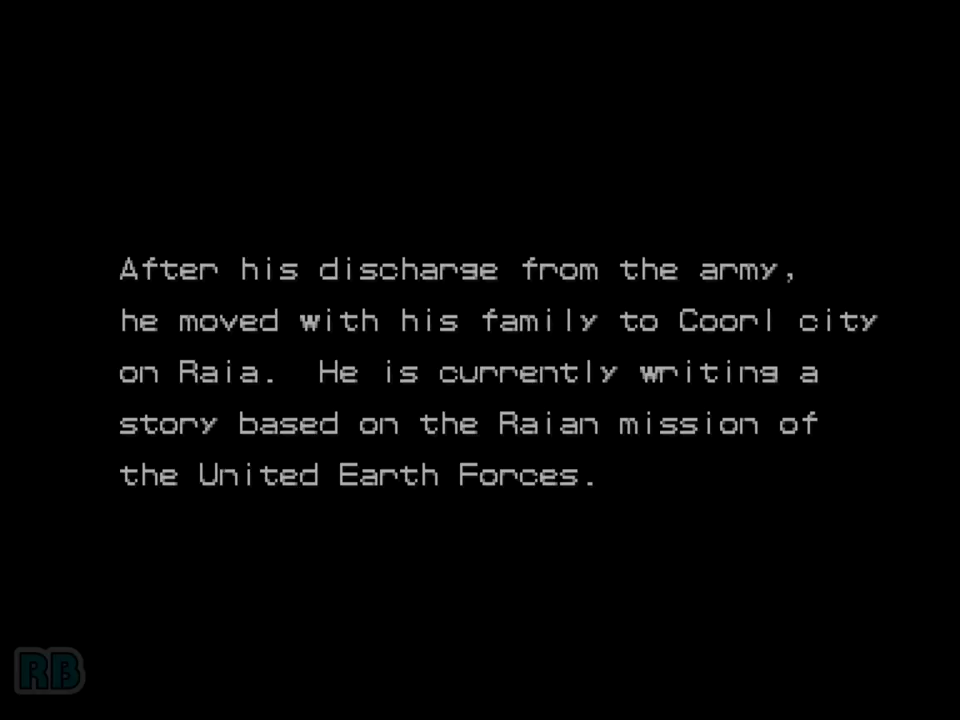 After his discharge from the army,
he moved with his family to Coorl city
on Raia.  He is currently writing a
story based on the Raian mission of
the United Earth Forces.
RB